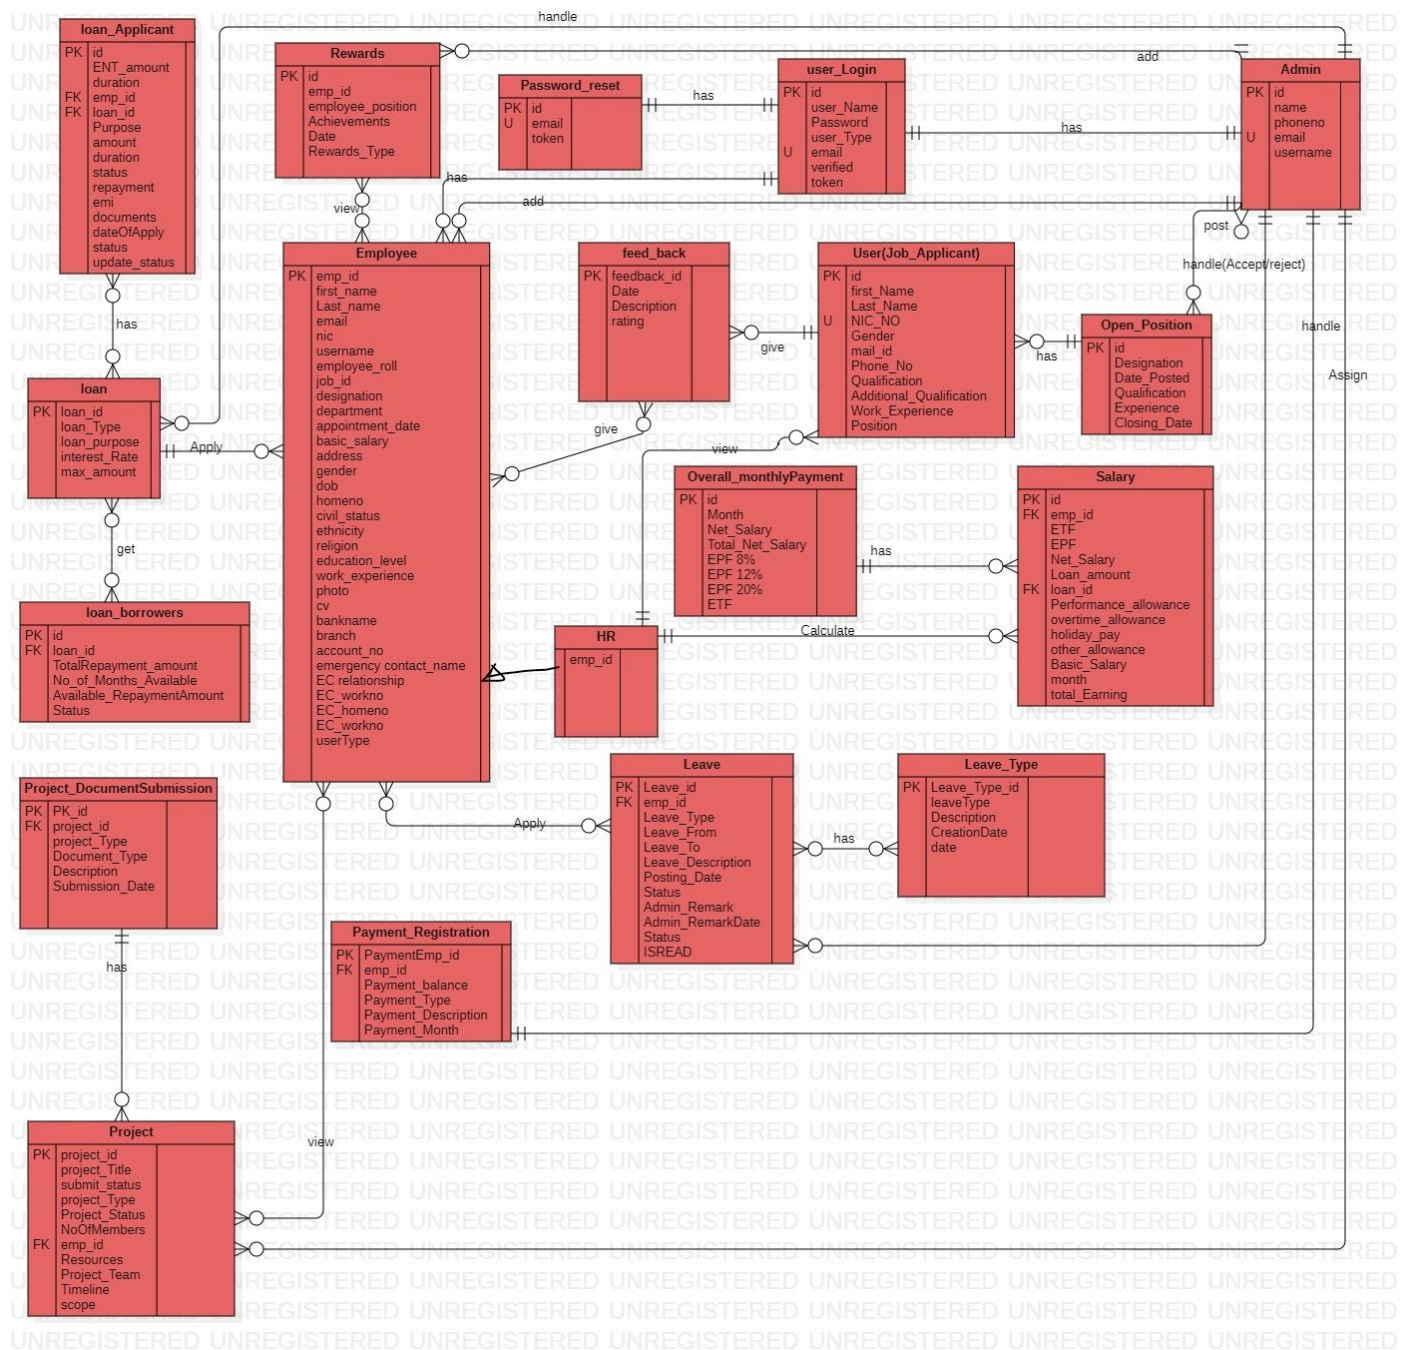 handle
loan_Applicant
PK id
ENT_amount
duration
FK emp_id
FK loan_id
Purpose
amount
duration
status
repayment
emi
documents
dateOfApply
status
update_status
Rewards
PK id
emp_id
employee_position
Achievements
Date
Rewards_Type
add
Password_reset
PK id
U email
token
has
user_Login
PK id
user_Name
Password
user_Type
U email
verified
token
has
Admin
PK id
name
phoneno
U email
username
has
view
add
post
handle(Accept/reject)
handle
Assign
Employee
PK emp_id
first_name
Last_name
email
nic
username
employee_roll
job_id
designation
department
appointment_date
basic_salary
address
gender
dob
homeno
civil_status
ethnicity
religion
education_level
work_experience
photo
cv
bankname
branch
account_no
emergency contact_name
EC relationship
EC_workno
EC_homeno
EC_workno
userType
feed_back
PK feedback_id
Date
Description
rating
give
give
User(Job_Applicant)
PK id
first_Name
Last_Name
U NIC_NO
Gender
mail_id
Phone_No
Qualification
Additional_Qualification
Work_Experience
Position
has
Open_Position
PK id
Designation
Date_Posted
Qualification
Experience
Closing_Date
has
loan
PK loan_id
loan_Type
loan_purpose
interest_Rate
max_amount
Apply
get
view
Overall_monthlyPayment
PK id
Month
Net_Salary
Total_Net_Salary
EPF 8%
EPF 12%
EPF 20%
ETF
has
Salary
PK id
FK emp_id
ETF
EPF
Net_Salary
Loan_amount
FK loan_id
Performance_allowance
overtime_allowance
holiday_pay
other_allowance
Basic_Salary
month
total_Earning
loan_borrowers
PK id
FK loan_id
TotalRepayment_amount
No_of_Months_Available
Available_RepaymentAmount
Status
HR
emp_id
Calculate
Project_DocumentSubmission
PK PK_id
FK project_id
project_Type
Document_Type
Description
Submission_Date
Apply
Leave
PK Leave_id
FK emp_id
Leave_Type
Leave_From
Leave_To
Leave_Description
Posting_Date
Status
Admin_Remark
Admin_RemarkDate
Status
ISREAD
has
Leave_Type
PK Leave_Type_id
leaveType
Description
CreationDate
date
Payment_Registration
PK PaymentEmp_id
FK emp_id
Payment_balance
Payment_Type
Payment_Description
Payment_Month
has
view
Project
PK project_id
project_Title
submit_status
project_Type
Project_Status
NoOfMembers
FK emp_id
Resources
Project_Team
Timeline
scope
UNREGISTERED UNREGISTERED UNREGISTERED UNREGISTERED UNREGISTERED UNREGISTERED UNREGISTERED